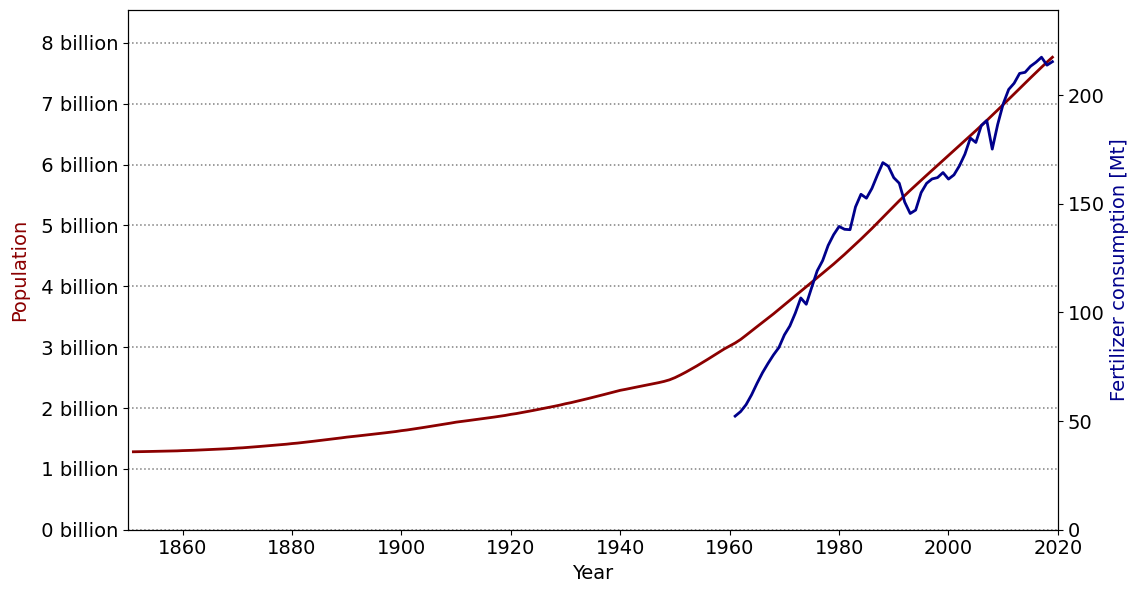 8 billion
7 billion
6 billion
5 billion
4 billion
3 billion
2 billion
1 billion
0 billion
Population
1860 1880 1900 1920 1940 1960 1980 2000 2020
Year
200
150
100
50
0
Fertilizer consumption [Mt]